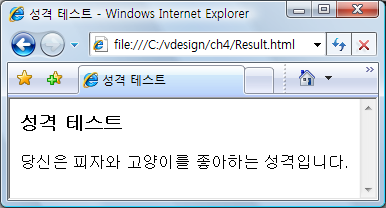 성격 테스트 - Windows Internet Explorer
file:///C:/vdesign/ch4/Result.html
성격 테스트
성격 테스트
당신은 피자와 고양이를 좋아하는 성격입니다.